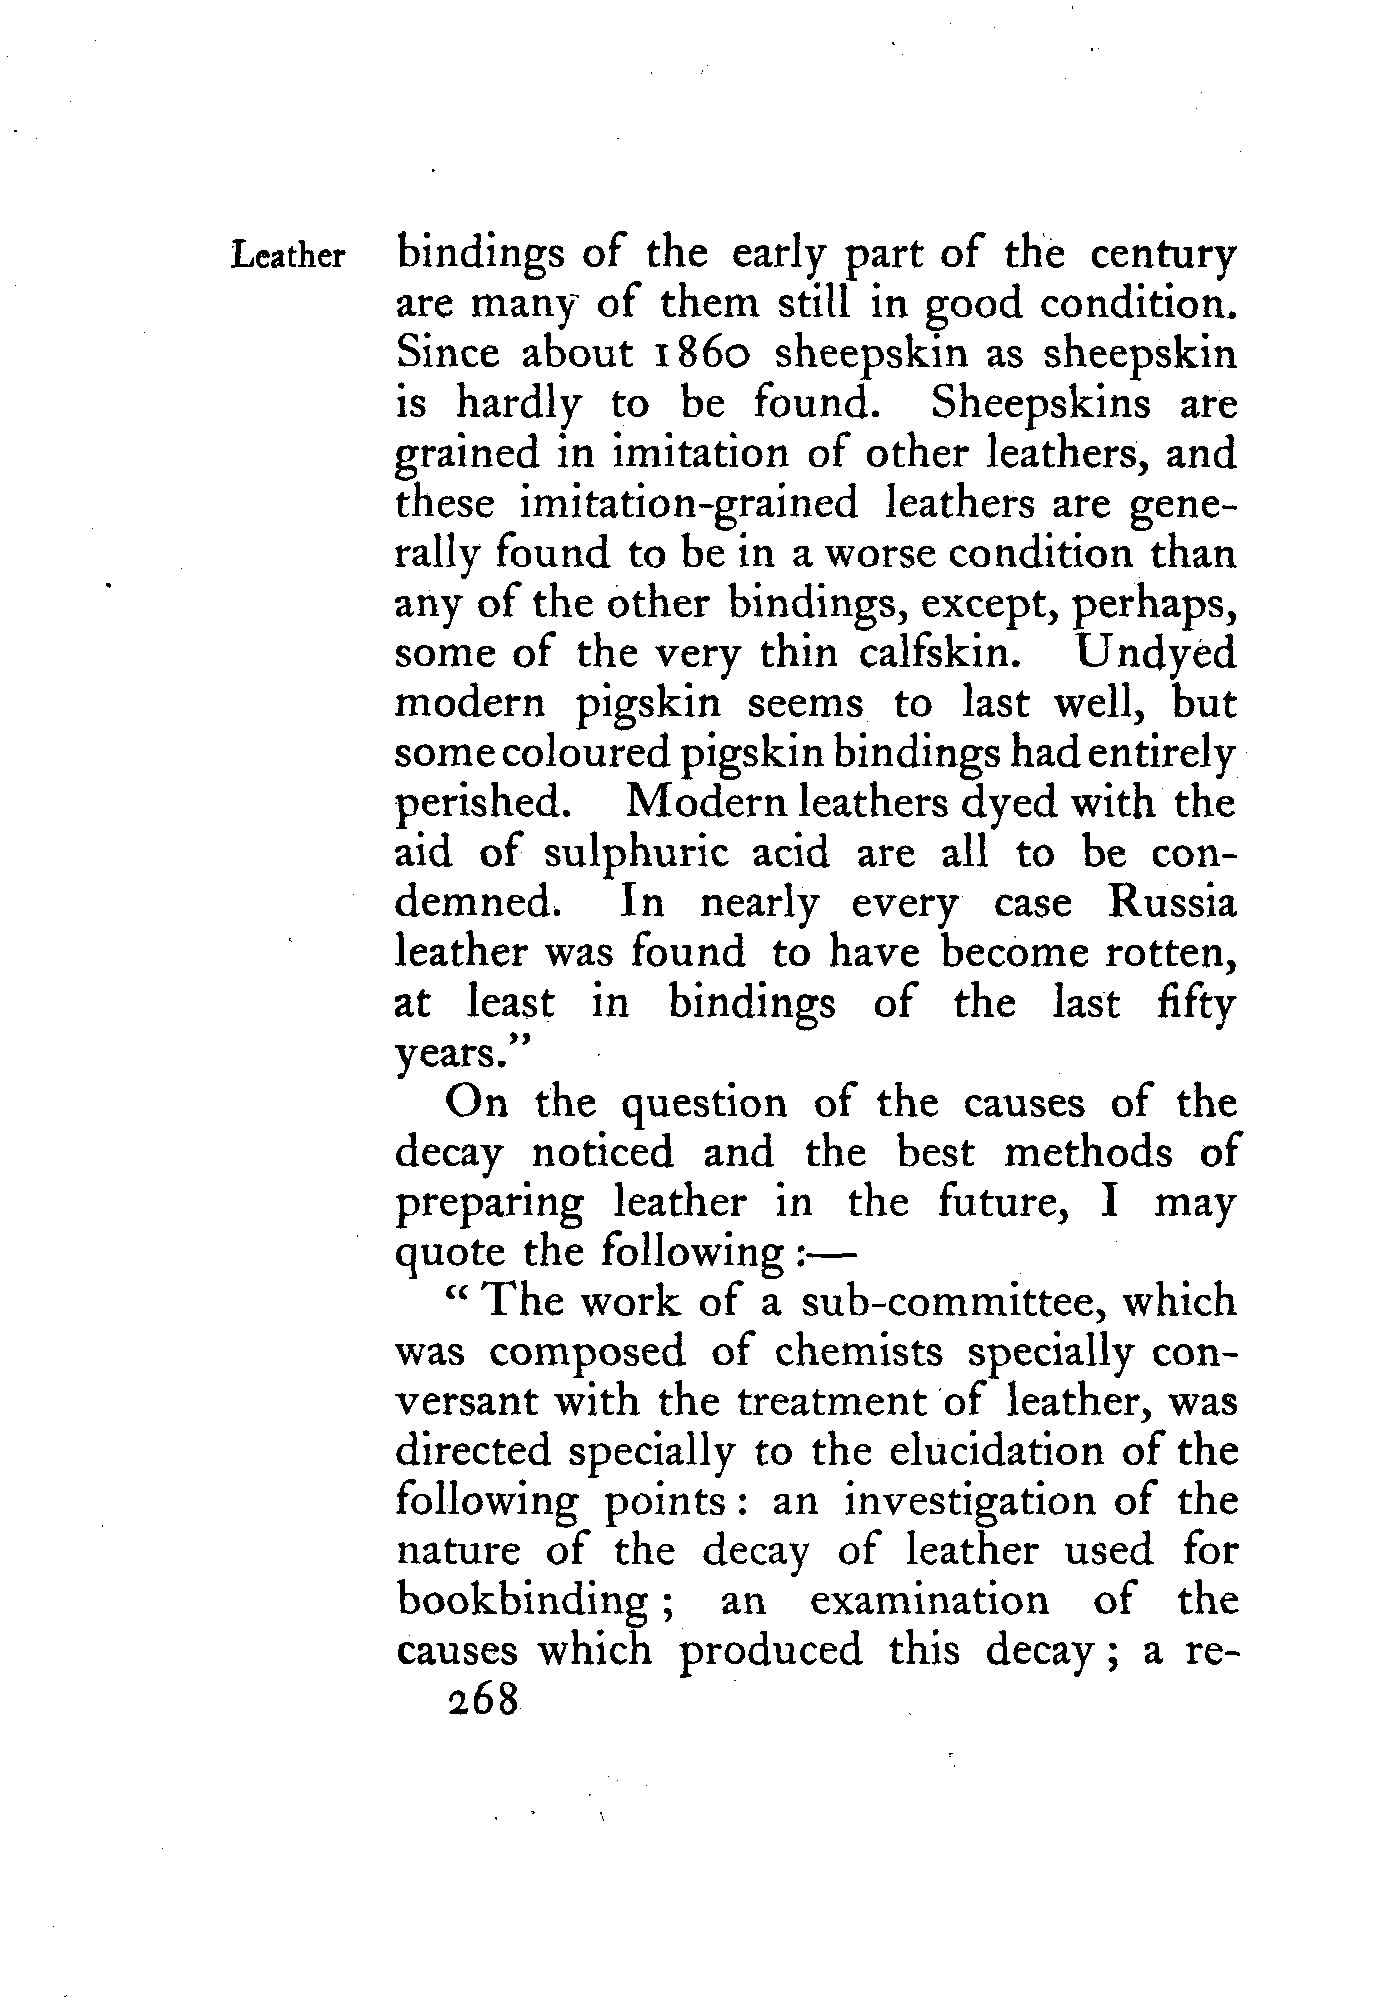 Leather
bindings of the early part of the century
are many of them still in good condition.
Since about 1860 sheepskin as sheepskin
is hardly to be found. Sheepskins are
grained in imitation of other leathers, and
these imitation-grained leathers are gene-
rally found to be in a worse condition than
any of the other bindings, except, perhaps,
some of the very thin calfskin. Undyed
modern pigskin seems to last well, but
some coloured pigskin bindings had entirely
perished. Modern leathers dyed with the
aid of sulphuric acid are all to be con-
demned. In nearly every case Russia
leather was found to have become rotten,
at least in bindings of the last fifty
years."
On the question of the causes of the
decay noticed and the best methods of
preparing leather in the future, I may
quote the following :—
" The work of a sub-committee, which
was composed of chemists specially con-
versant with the treatment of leather, was
directed specially to the elucidation of the
following points : an investigation of the
nature of the decay of leather used for
bookbinding ; an examination of the
causes which produced this decay ; a re-
268